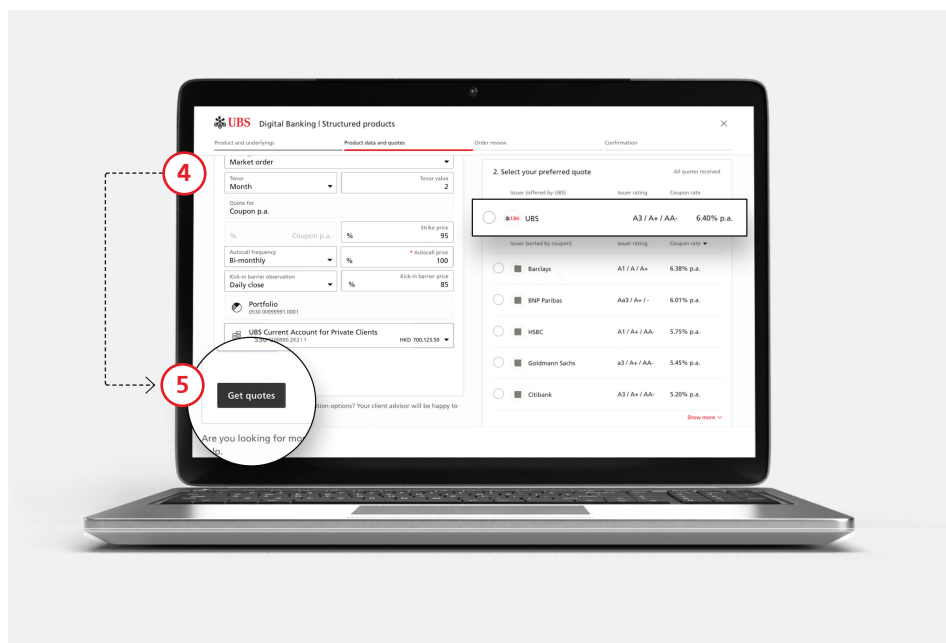 UBS Digital Banking | Structured products
Product and underlyings
Product data and quotes
Order review
Confirmation
4
Market order
Tenor
Month
Tenor value
2
Quote for
Coupon p.a.
% Coupon p.a.
Strike price
% 95
Autocall frequency
Bi-monthly
* Autocall price
% 100
Kick-in barrier observation
Daily close
Kick-in barrier price
% 85
Portfolio
0530 00999991.0001
UBS Current Account for Private Clients
HKD 700,123.50
5
Get quotes
tion options? Your client advisor will be happy to
Are you looking for mo
lp.
2. Select your preferred quote
All quotes received
Issuer (offered by UBS) Issuer rating Coupon rate
UBS UBS A3 / A+ / AA- 6.40% p.a.
Issuer (sorted by coupon) Issuer rating Coupon rate
Barclays A1 / A / A+ 6.38% p.a.
BNP Paribas Aa3 / A+ / - 6.01% p.a.
HSBC A1 / A+ / AA- 5.75% p.a.
Goldmann Sachs a3 / A+ / AA- 5.45% p.a.
Citibank A3 / A+ / AA- 5.20% p.a.
Show more